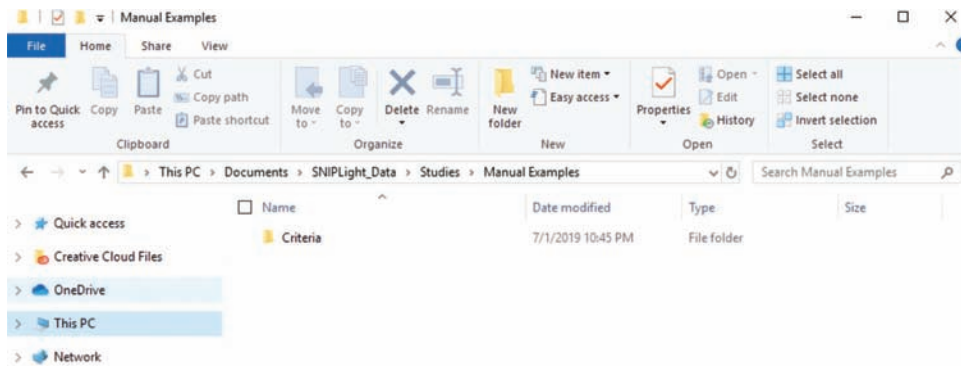 Manual Examples
File Home Share View
Pin to Quick access
Copy
Paste
Cut
Copy path
Paste shortcut
Clipboard
Move to
Copy to
Delete
Rename
Organize
New folder
New item
Easy access
New
Properties
Open
Edit
History
Open
Select all
Select none
Invert selection
Select
This PC > Documents > SNIPLight_Data > Studies > Manual Examples
Search Manual Examples
Name Date modified Type Size
Criteria 7/1/2019 10:45 PM File folder
Quick access
Creative Cloud Files
OneDrive
This PC
Network